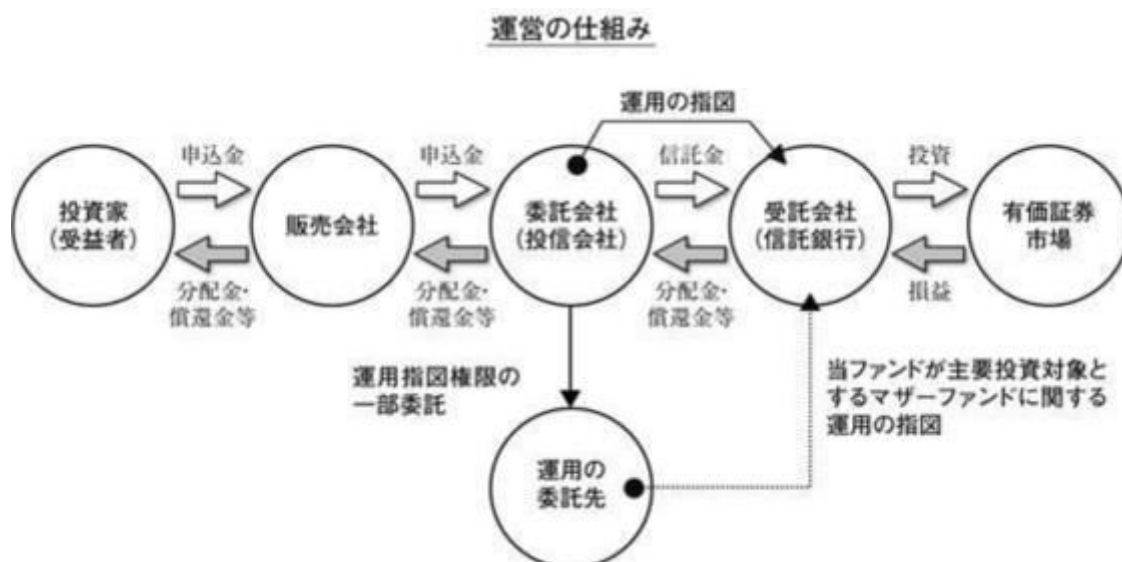 運営の仕組み
運用の指図
申込金
申込金
信託金
投資
投資家
(受益者)
販売会社
委託会社
(投信会社)
受託会社
(信託銀行)
有価証券
市場
分配金・
償還金等
分配金・
償還金等
分配金・
償還金等
損益
運用指図権限の
一部委託
当ファンドが主要投資対象と
するマザーファンドに関する
運用の指図
運用の
委託先